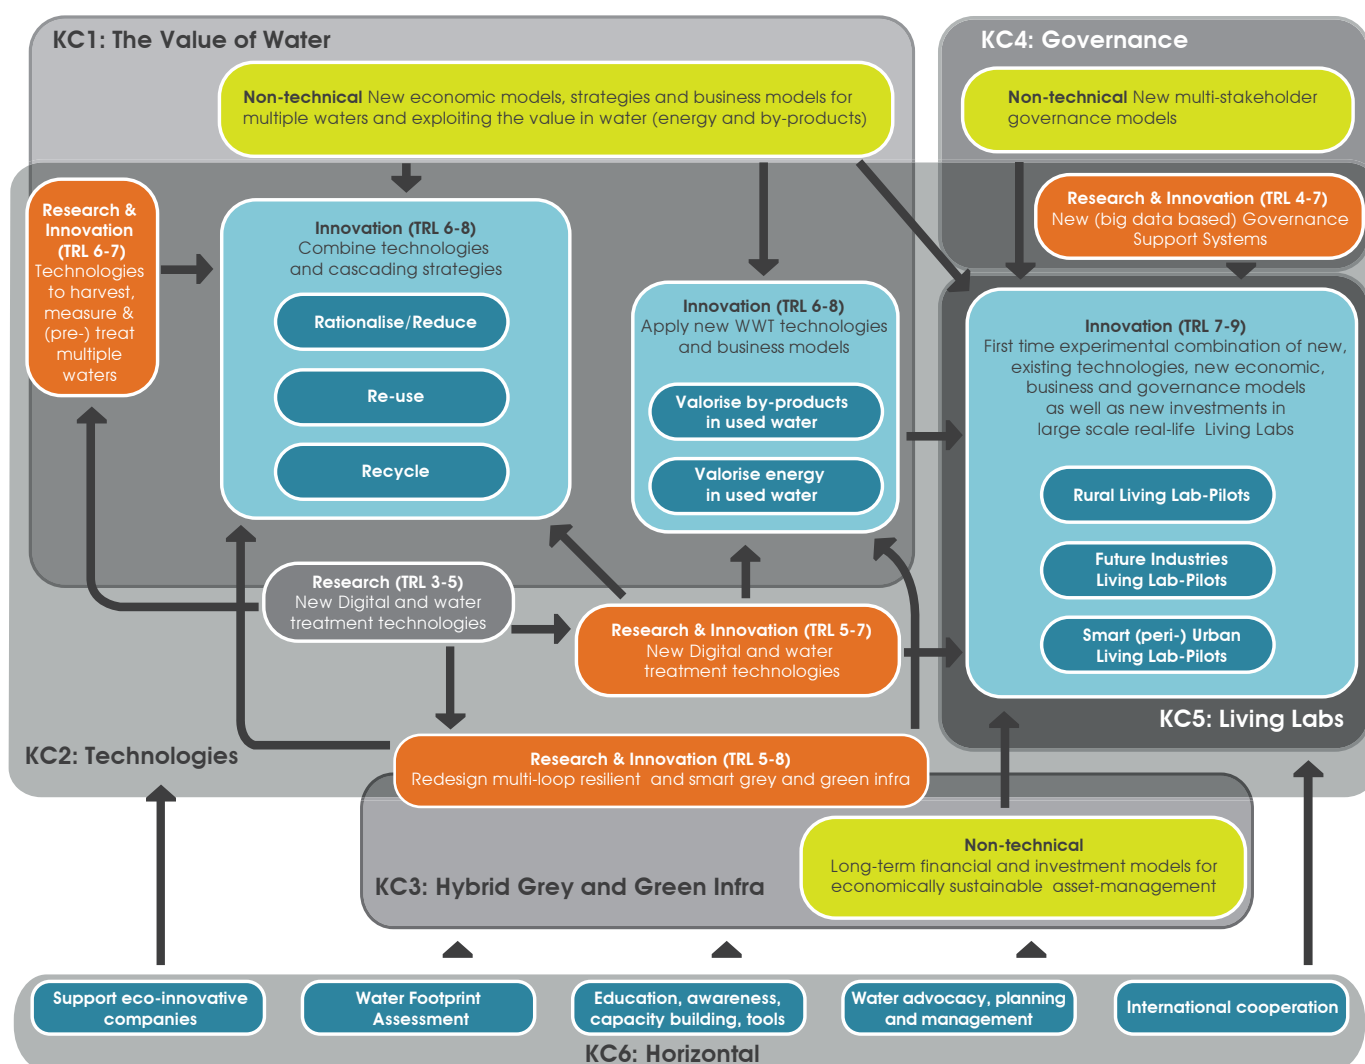 KC1: The Value of Water
Non-technical New economic models, strategies and business models for
multiple waters and exploiting the value in water (energy and by-products)
KC4: Governance
Non-technical New multi-stakeholder
governance models
Research & Innovation (TRL 4-7)
New (big data based) Governance
Support Systems
Research &
Innovation
(TRL 6-7)
Technologies
to harvest,
measure &
(pre-) treat
multiple
waters
Innovation (TRL 6-8)
Combine technologies
and cascading strategies
Rationalise/Reduce
Re-use
Recycle
Innovation (TRL 6-8)
Apply new WWT technologies
and business models
Valorise by-products
in used water
Valorise energy
in used water
Innovation (TRL 7-9)
First time experimental combination of new,
existing technologies, new economic,
business and governance models
as well as new investments in
large scale real-life Living Labs
Rural Living Lab-Pilots
Future Industries
Living Lab-Pilots
Smart (peri-) Urban
Living Lab-Pilots
KC5: Living Labs
Research (TRL 3-5)
New Digital and water
treatment technologies
Research & Innovation (TRL 5-7)
New Digital and water
treatment technologies
KC2: Technologies
Research & Innovation (TRL 5-8)
Redesign multi-loop resilient and smart grey and green infra
KC3: Hybrid Grey and Green Infra
Non-technical
Long-term financial and investment models for
economically sustainable asset-management
Support eco-innovative
companies
Water Footprint
Assessment
Education, awareness,
capacity building, tools
Water advocacy, planning
and management
International cooperation
KC6: Horizontal